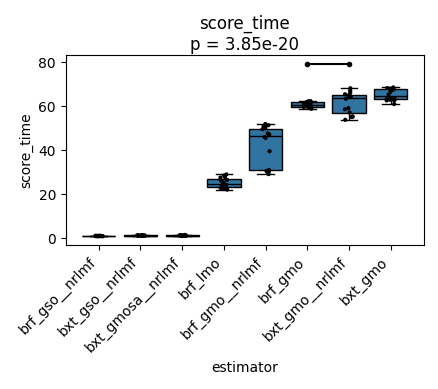 score_time
p = 3.85e-20
80
60
40
20
0
score_time
brf_gso__nrlmf
bxt_gso__nrlmf
bxt_gmosa__nrlmf
brf_lmo
brf_gmo__nrlmf
brf_gmo
bxt_gmo__nrlmf
bxt_gmo
estimator